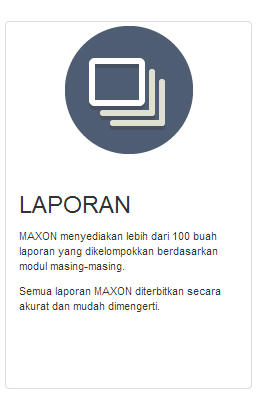 LAPORAN
MAXON menyediakan lebih dari 100 buah
laporan yang dikelompokkan berdasarkan
modul masing-masing.
Semua laporan MAXON diterbitkan secara
akurat dan mudah dimengerti.